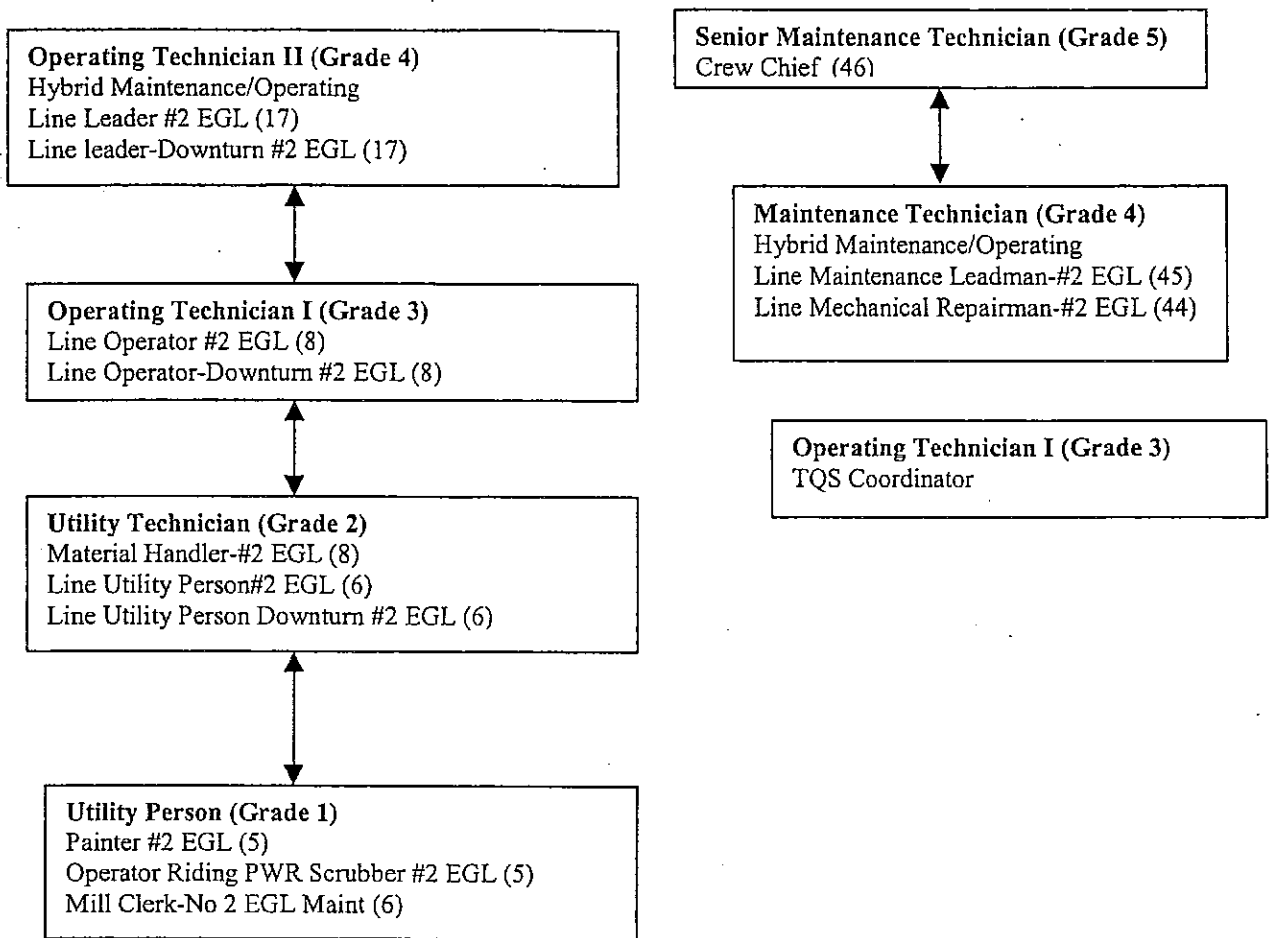 Operating Technician II (Grade 4)
Hybrid Maintenance/Operating
Line Leader #2 EGL (17)
Line leader-Downturn #2 EGL (17)
Operating Technician I (Grade 3)
Line Operator #2 EGL (8)
Line Operator-Downturn #2 EGL (8)
Utility Technician (Grade 2)
Material Handler-#2 EGL (8)
Line Utility Person#2 EGL (6)
Line Utility Person Downturn #2 EGL (6)
Utility Person (Grade 1)
Painter #2 EGL (5)
Operator Riding PWR Scrubber #2 EGL (5)
Mill Clerk-No 2 EGL Maint (6)
Senior Maintenance Technician (Grade 5)
Crew Chief (46)
Maintenance Technician (Grade 4)
Hybrid Maintenance/Operating
Line Maintenance Leadman-#2 EGL (45)
Line Mechanical Repairman-#2 EGL (44)
Operating Technician I (Grade 3)
TQS Coordinator